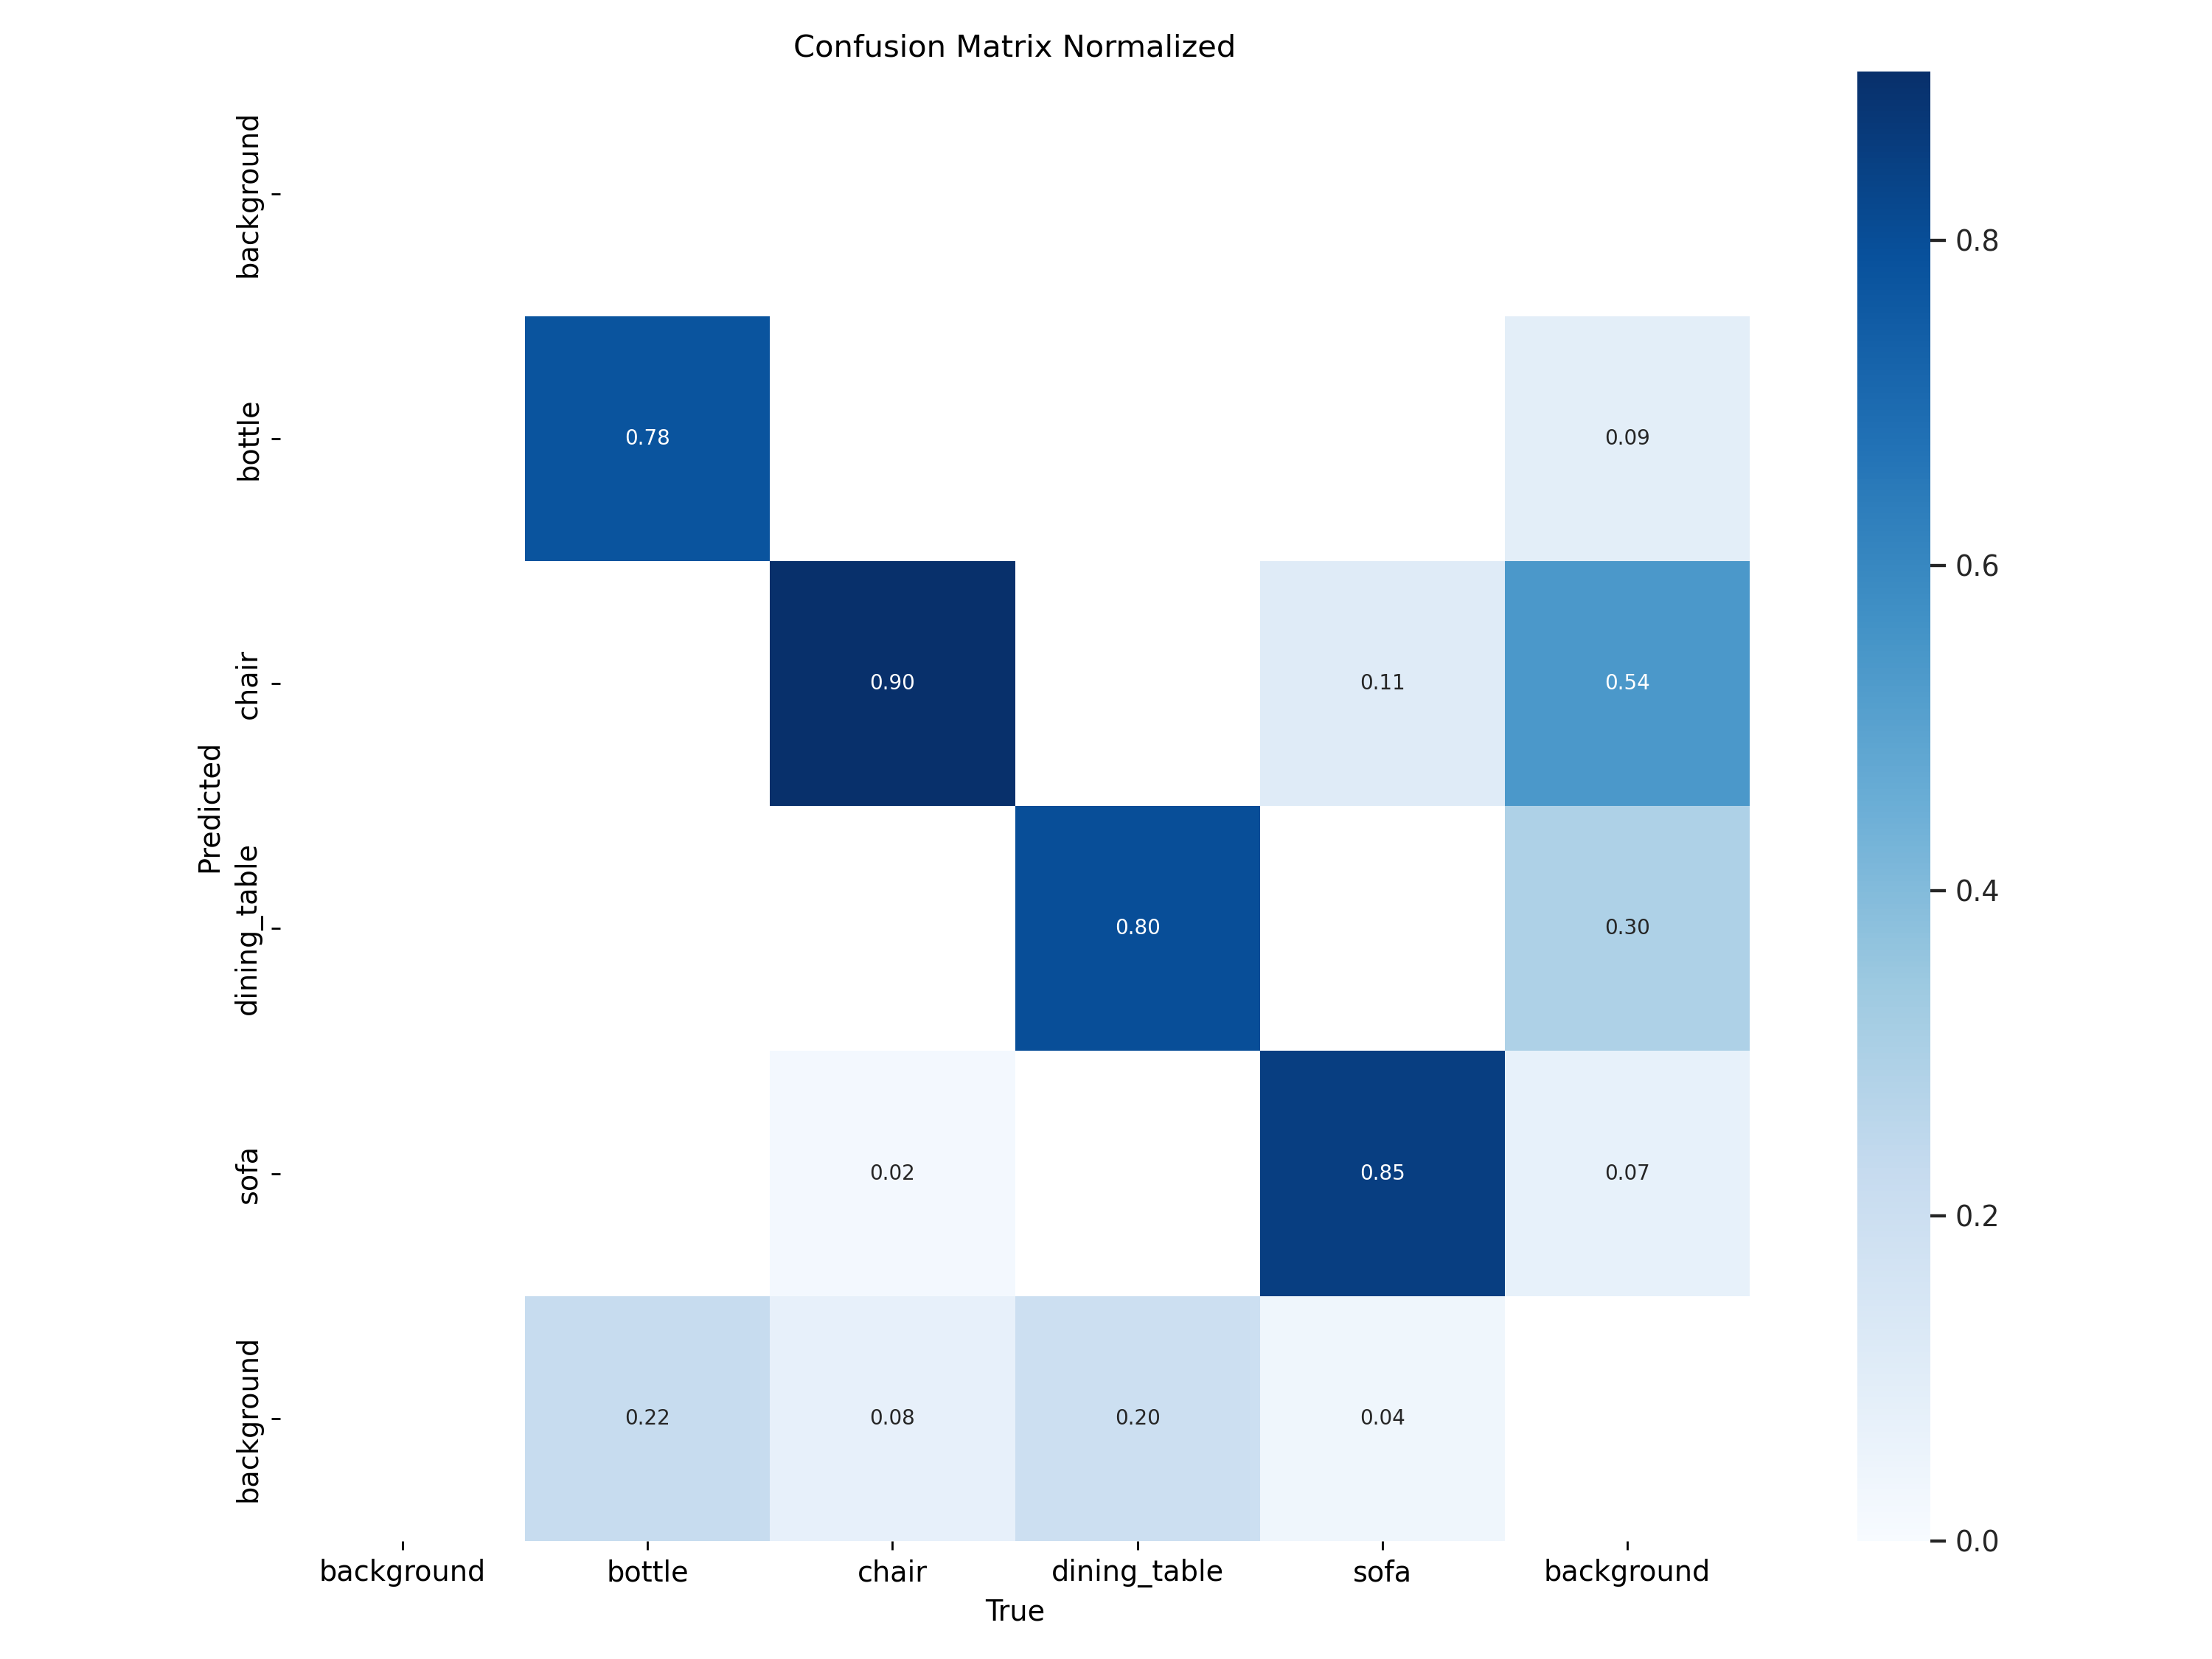 Confusion Matrix Normalized
background
bottle
chair
dining_table
sofa
background
Predicted
0.78
0.09
0.90
0.11
0.54
0.80
0.30
0.02
0.85
0.07
0.22
0.08
0.20
0.04
background
bottle
chair
dining_table
sofa
background
True
0.8
0.6
0.4
0.2
0.0